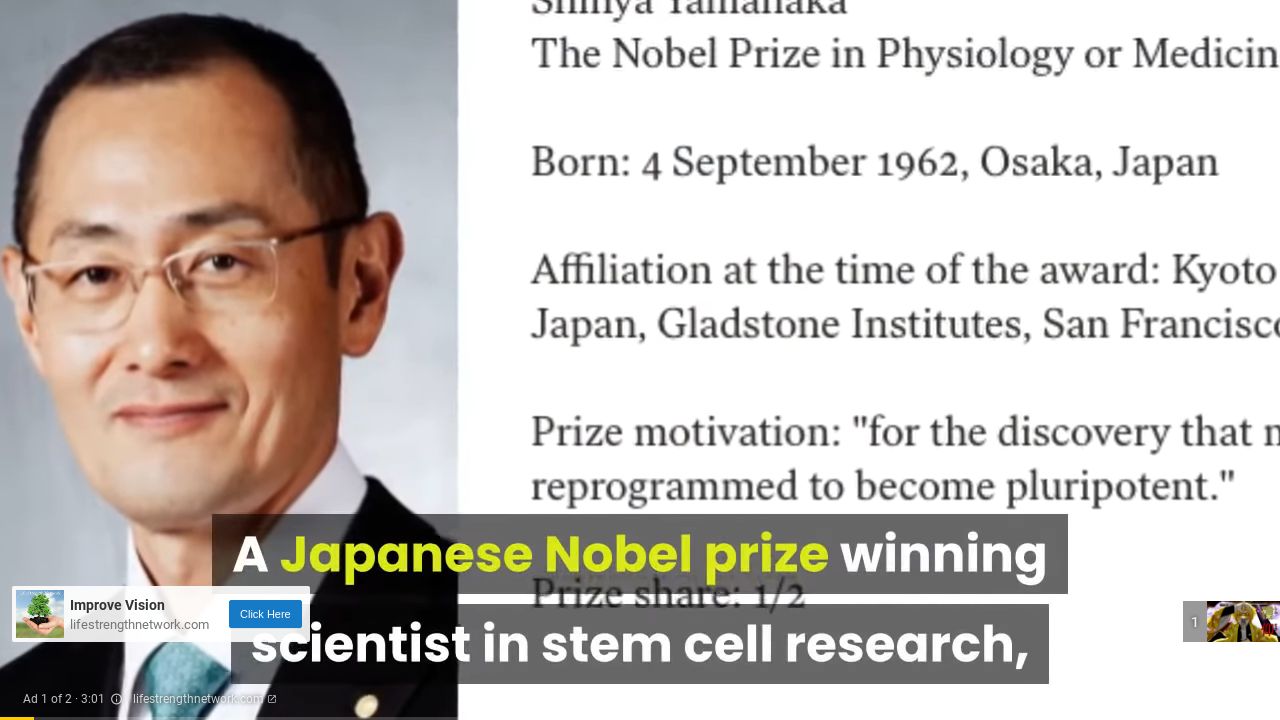 Shinya Yamanaka
The Nobel Prize in Physiology or Medicin
Born: 4 September 1962, Osaka, Japan
Affiliation at the time of the award: Kyoto
Japan, Gladstone Institutes, San Francisco
Prize motivation: "for the discovery that m
reprogrammed to become pluripotent."
A Japanese Nobel prize winning
Prize share: 1/2
scientist in stem cell research,
Improve Vision
lifestrengthnetwork.com
Click Here
1
Ad 1 of 2 · 3:01
lifestrengthnetwork.com